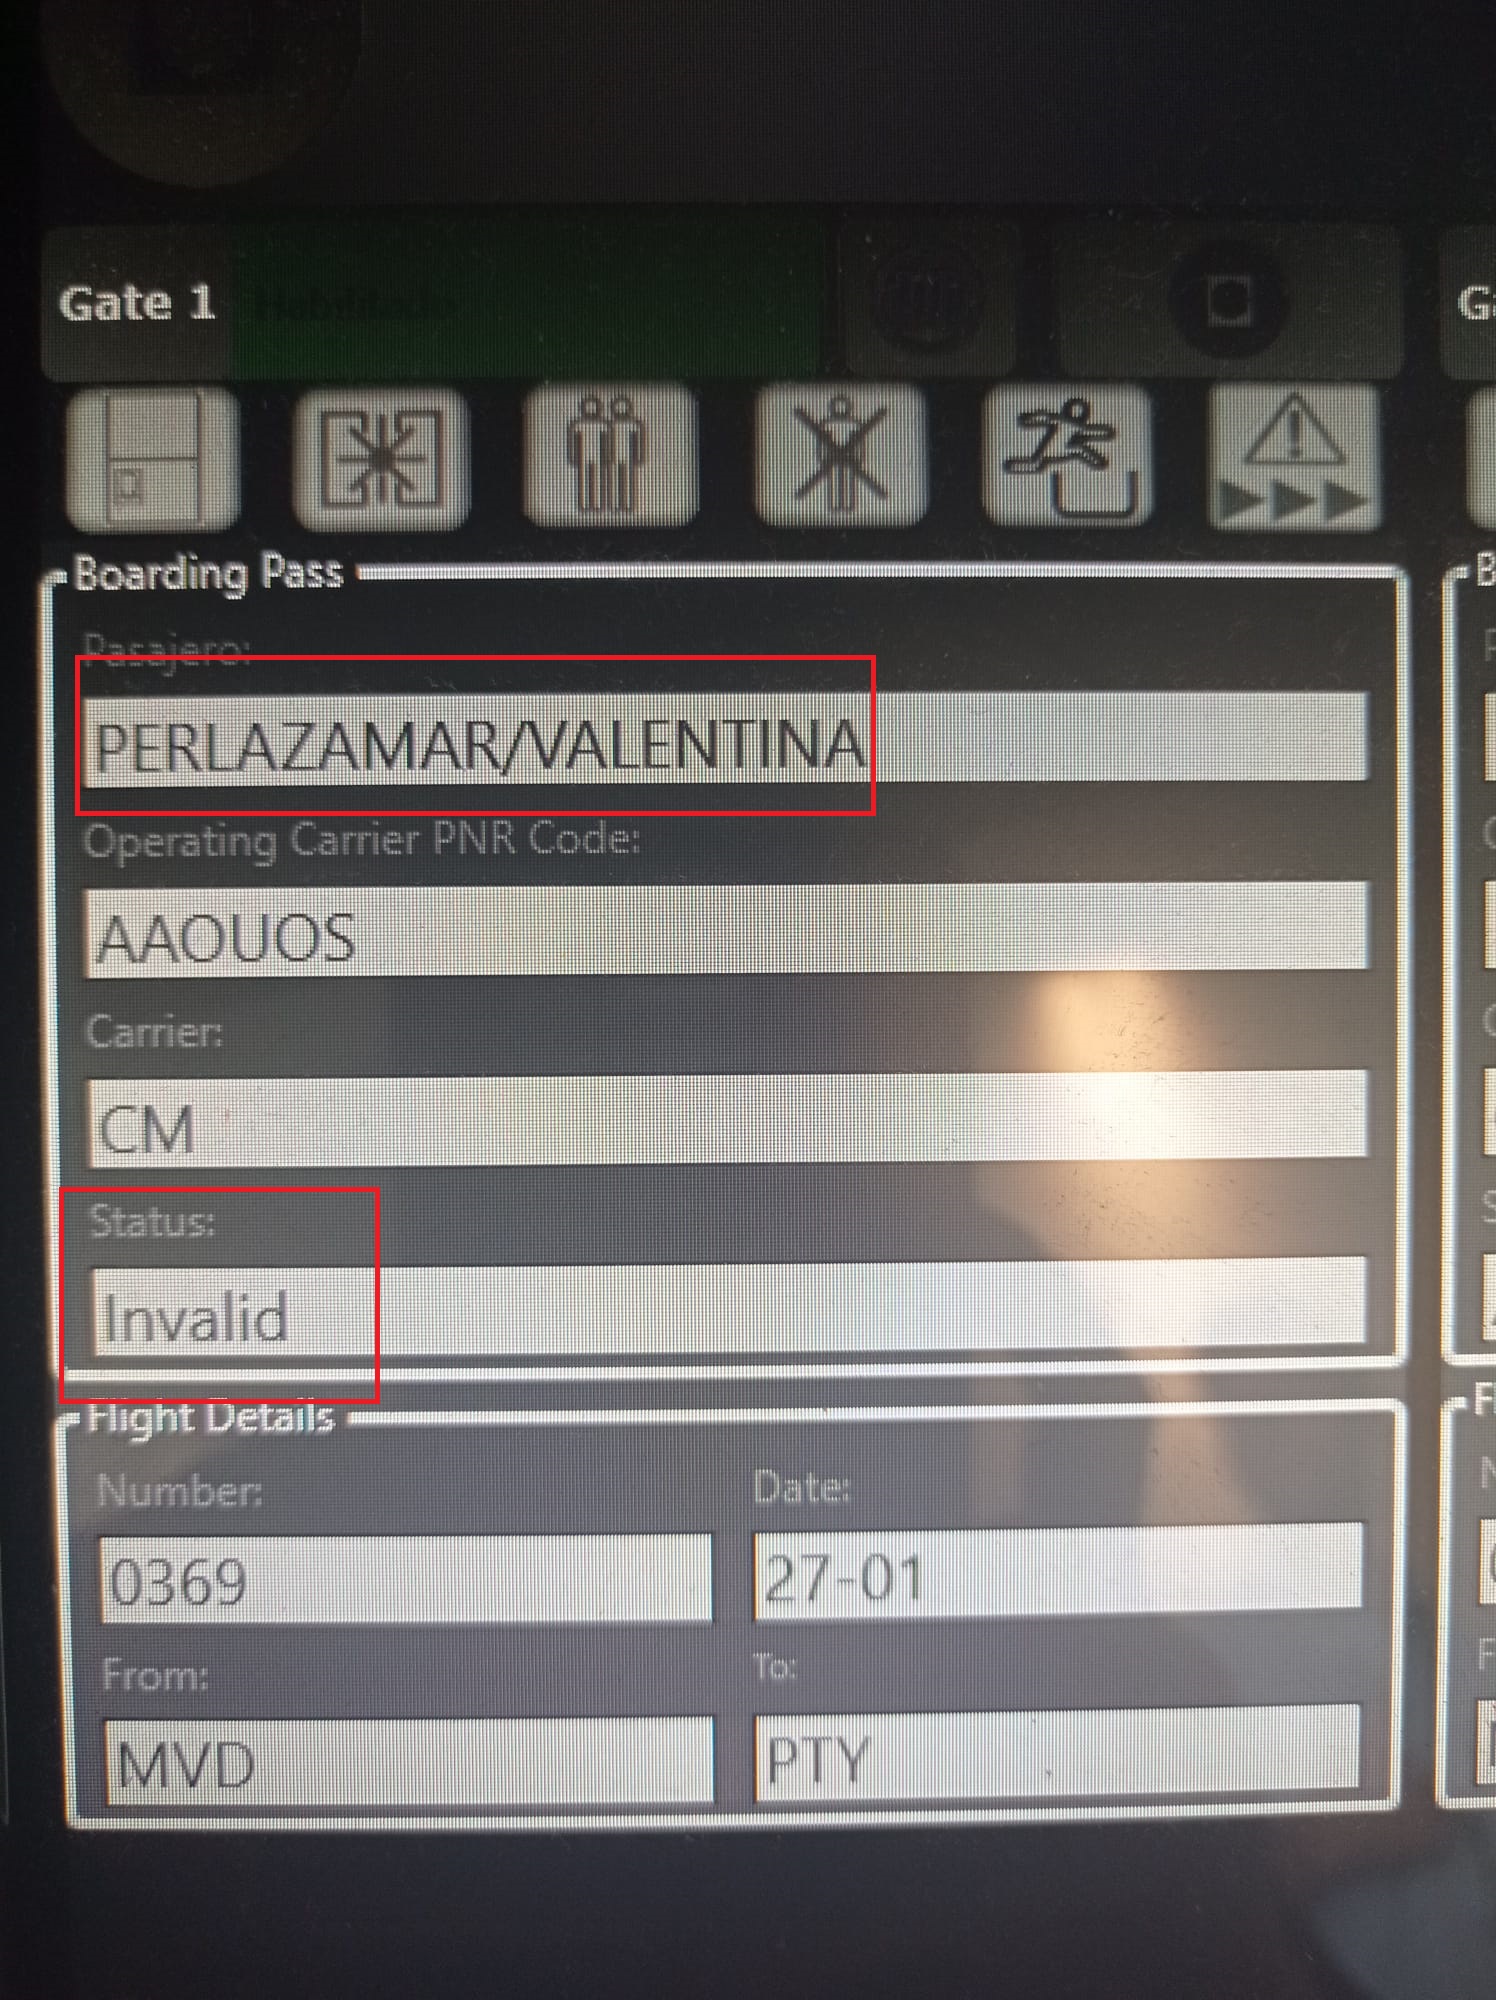 Gate 1
Boarding Pass
Pasajero:
PERLAZAMAR/VALENTINA
Operating Carrier PNR Code:
AAOUOS
Carrier:
CM
Status:
Invalid
Flight Details
Number:
Date:
0369
27-01
From:
To:
MVD
PTY